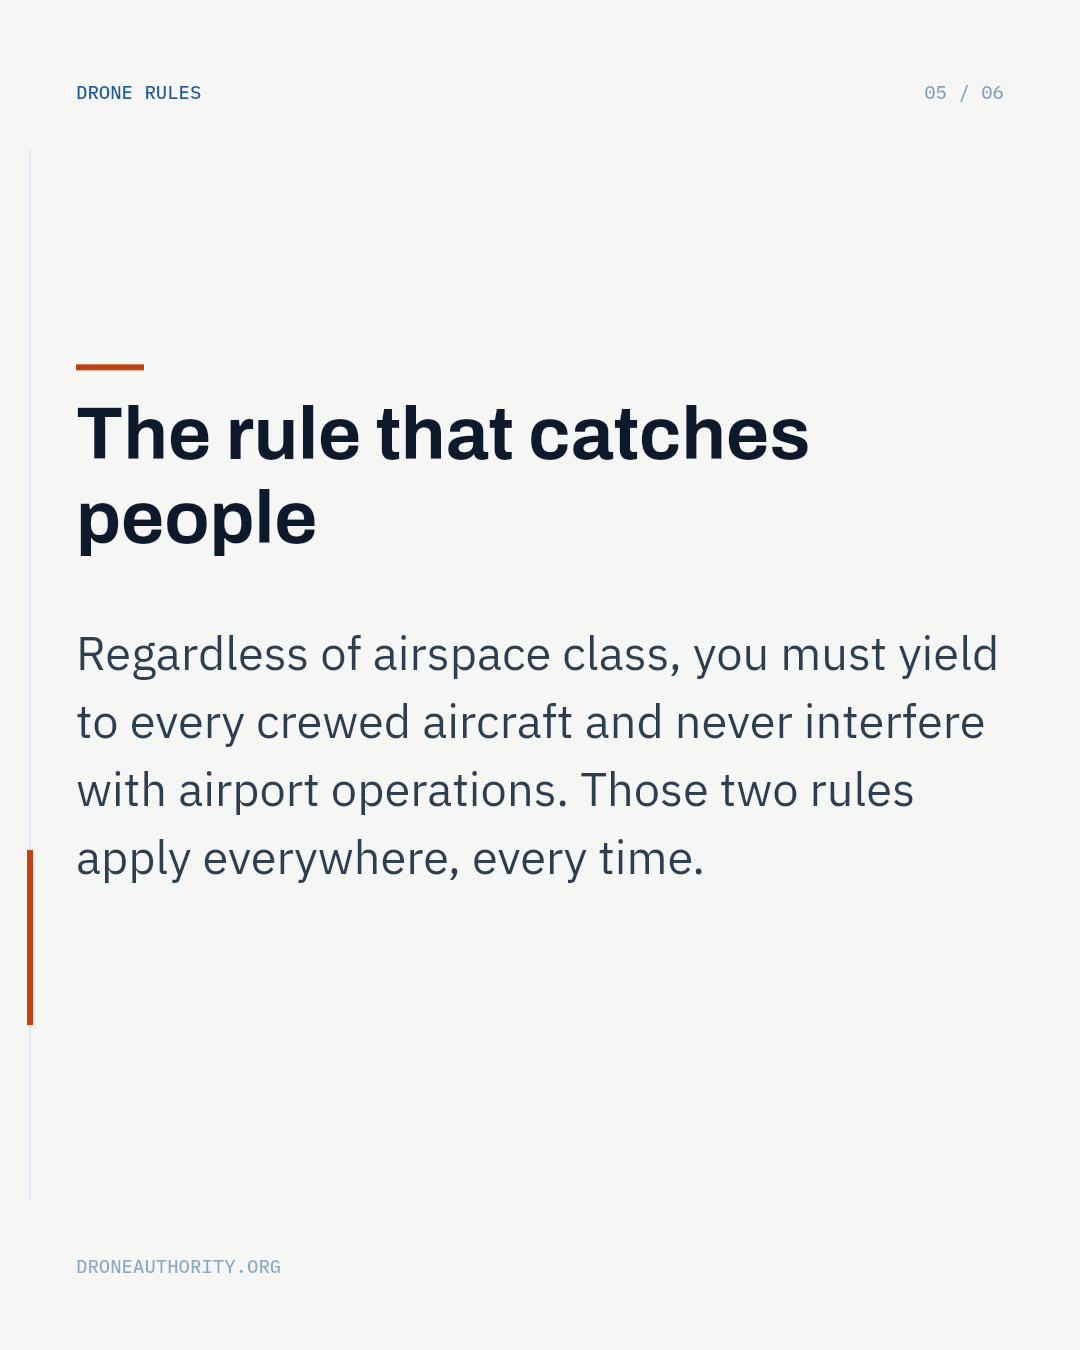 DRONE RULES
05 / 06
The rule that catches
people
Regardless of airspace class, you must yield
to every crewed aircraft and never interfere
with airport operations. Those two rules
apply everywhere, every time.
DRONEAUTHORITY.ORG